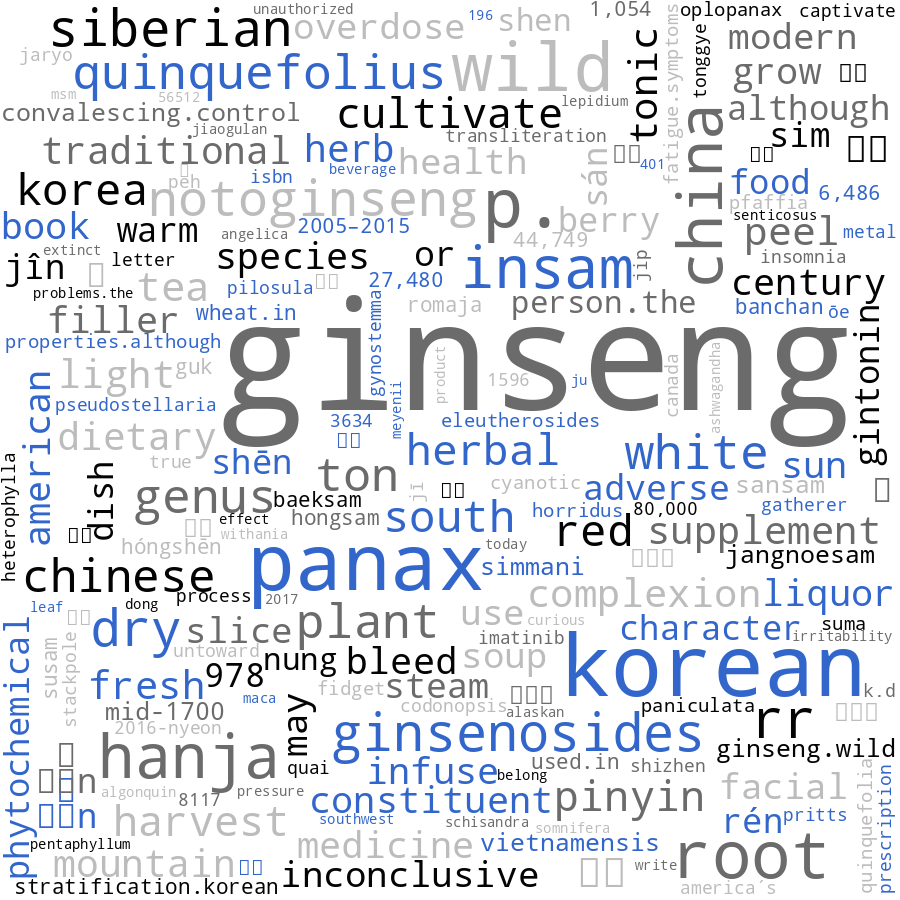 unauthorized
siberian
overdose
196
shen
1,054
oplopanax
captivate
jaryo
quinquefolius
wild
tonic
fatigue.symptoms
tonggye
modern
msm
56512
grow
convalescing.control
cultivate
lepidium
although
jiaogulan
transliteration
sim
traditional
herb
health
sán
401
china
pėh
isbn
beverage
food
6,486
korea
notoginseng
p.
berry
pfaffia
senticosus
book
warm
angelica
2005–2015
44,749
peel
metal
extinct
letter
species
or
insam
jip
insomnia
jîn
27,480
century
problems.the
tea
pilosula
romaja
person.the
banchan
ōe
filler
wheat.in
gynostemma
properties.although
ginseng
gintonin
light
guk
product
1596
ju
canada
ashwagandha
american
pseudostellaria
meyenii
3634
eleutherosides
dietary
herbal
white
true
shēn
ton
jī
cyanotic
adverse
sun
sansam
heterophylla
dish
genus
baeksam
gatherer
effect
hongsam
south
horridus
80,000
red
supplement
hóngshēn
withania
today
jangnoesam
chinese
panax
simmani
process
2017
complexion
liquor
leaf
dong
dry
slice
plant
use
curious
character
suma
imatinib
irritability
phytochemical
susam
stackpole
untoward
nung
bleed
soup
korean
fresh
978
maca
fidget
steam
k.d
mid-1700
may
codonopsis
alaskan
paniculata
rr
2016-nyeon
ginsenosides
ginseng.wild
hanja
quai
infuse
belong
used.in
shizhen
algonquin
8117
pressure
constituent
pinyin
facial
quinquefolia
prescription
harvest
southwest
schisandra
somnifera
rén
pritts
pentaphyllum
medicine
vietnamensis
root
mountain
inconclusive
write
stratification.korean
america´s